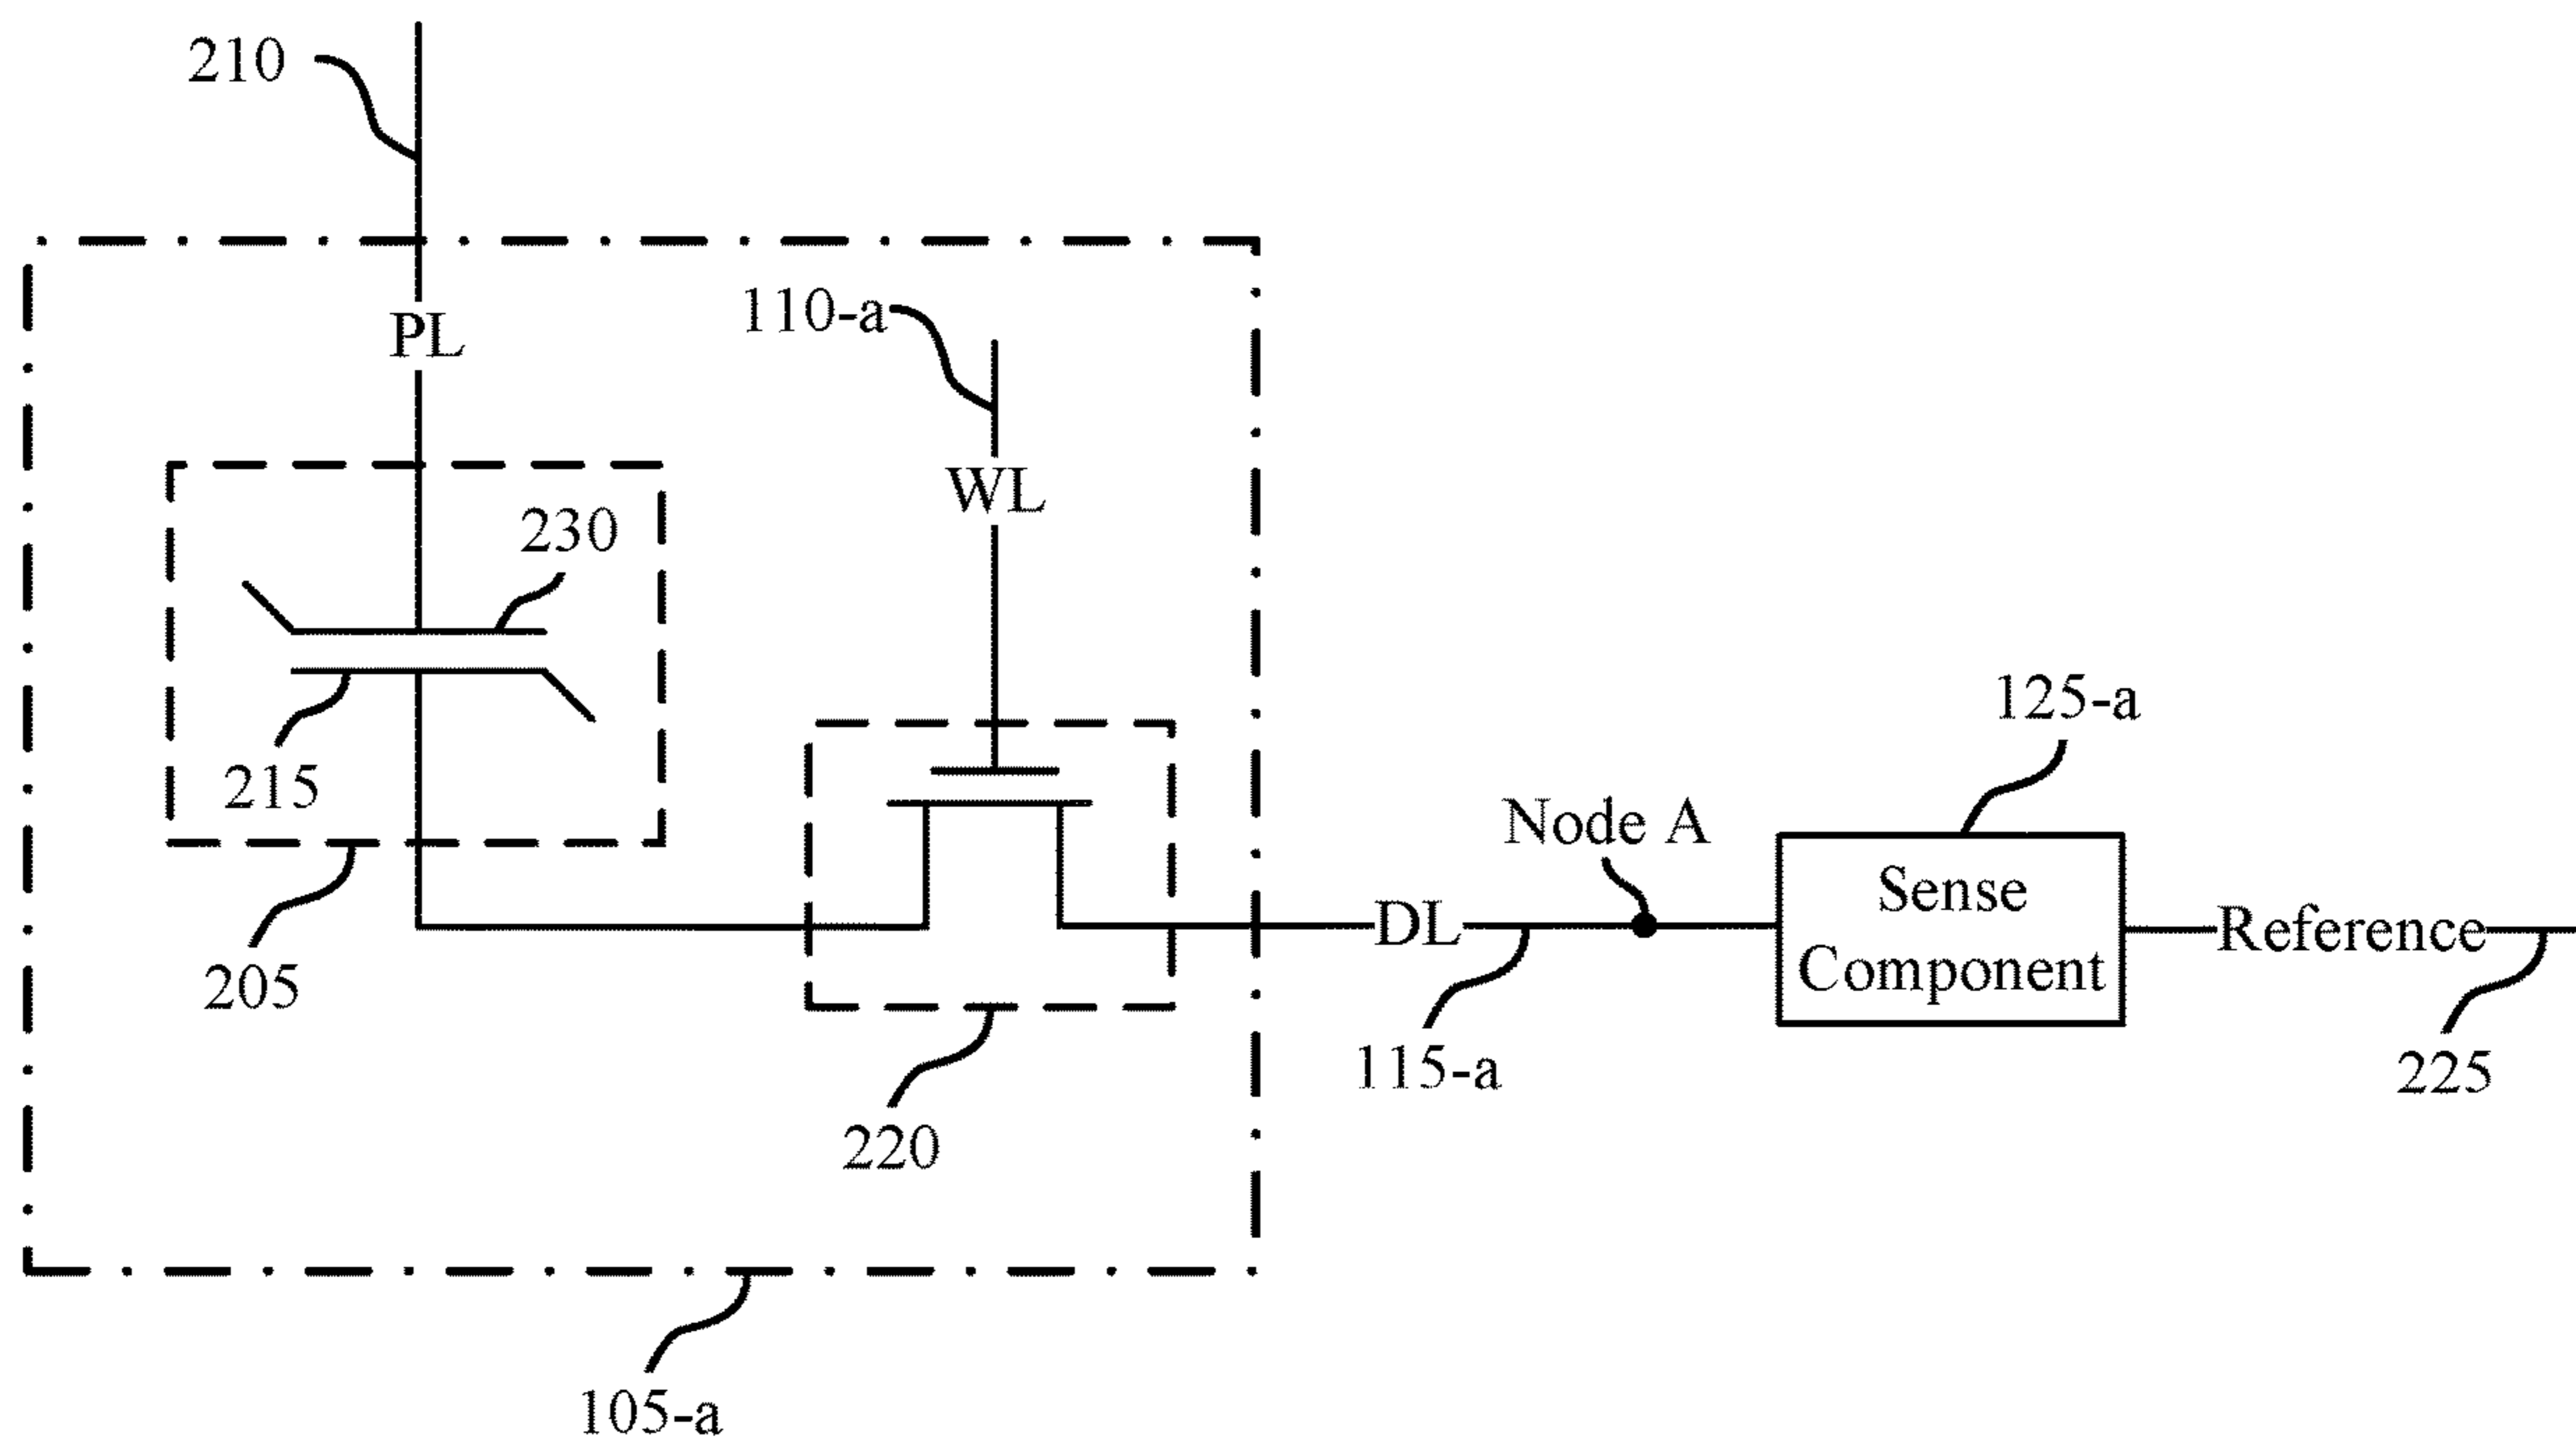 210
PL
110-a
WL
230
215
205
220
105-a
DL
115-a
Node A
125-a
Sense
Component
Reference
225